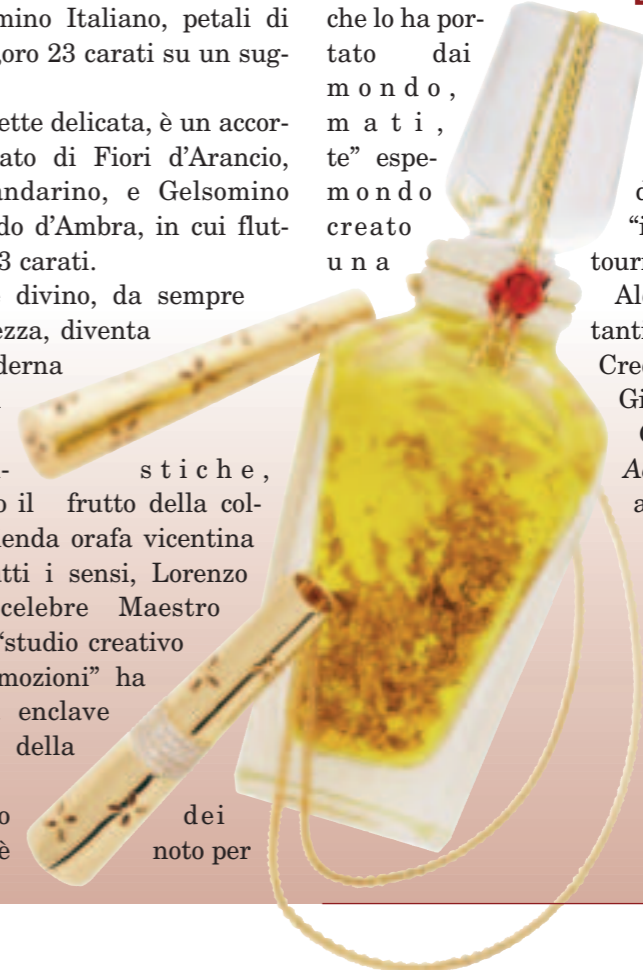 mino Italiano, petali di
oro 23 carati su un sug-
ette delicata, è un accor-
ato di Fiori d'Arancio,
andarino, e Gelsomino
do d'Ambra, in cui flut-
3 carati.
divino, da sempre
ezza, diventa
derna
stiche,
o il frutto della col-
ienda orafa vicentina
tti i sensi, Lorenzo
celebre Maestro
"studio creativo
mozioni" ha
enclave
della
o dei
è noto per
che lo ha por-
tato dai
mondo,
mati,
te" espe-
mondo
creato
una
d
"i
tour
Al
tanti
Cre
Gi
A
a